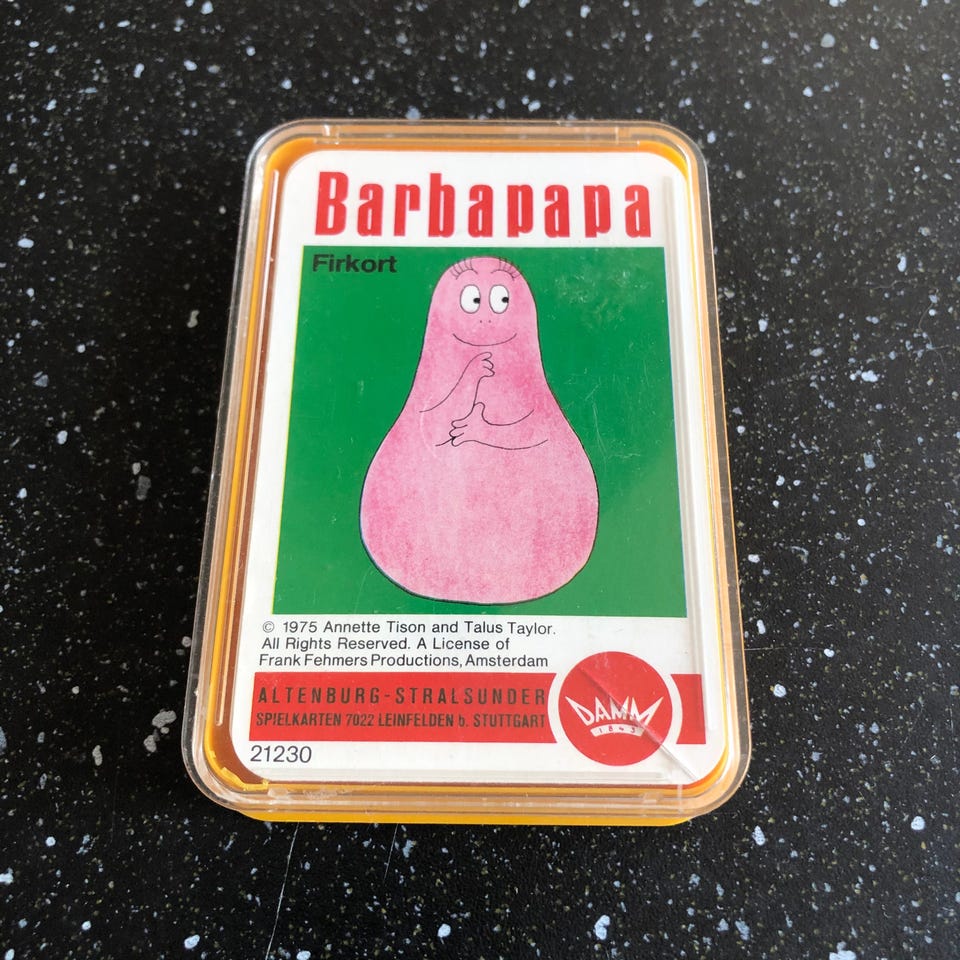 Barbapapa
Firkort
© 1975 Annette Tison and Talus Taylor.
All Rights Reserved. A License of
Frank Fehmers Productions, Amsterdam
ALTENBURG-STRALSUNDER
SPIELKARTEN 7022 LEINFELDEN b. STUTTGART
DAMM
1845
21230